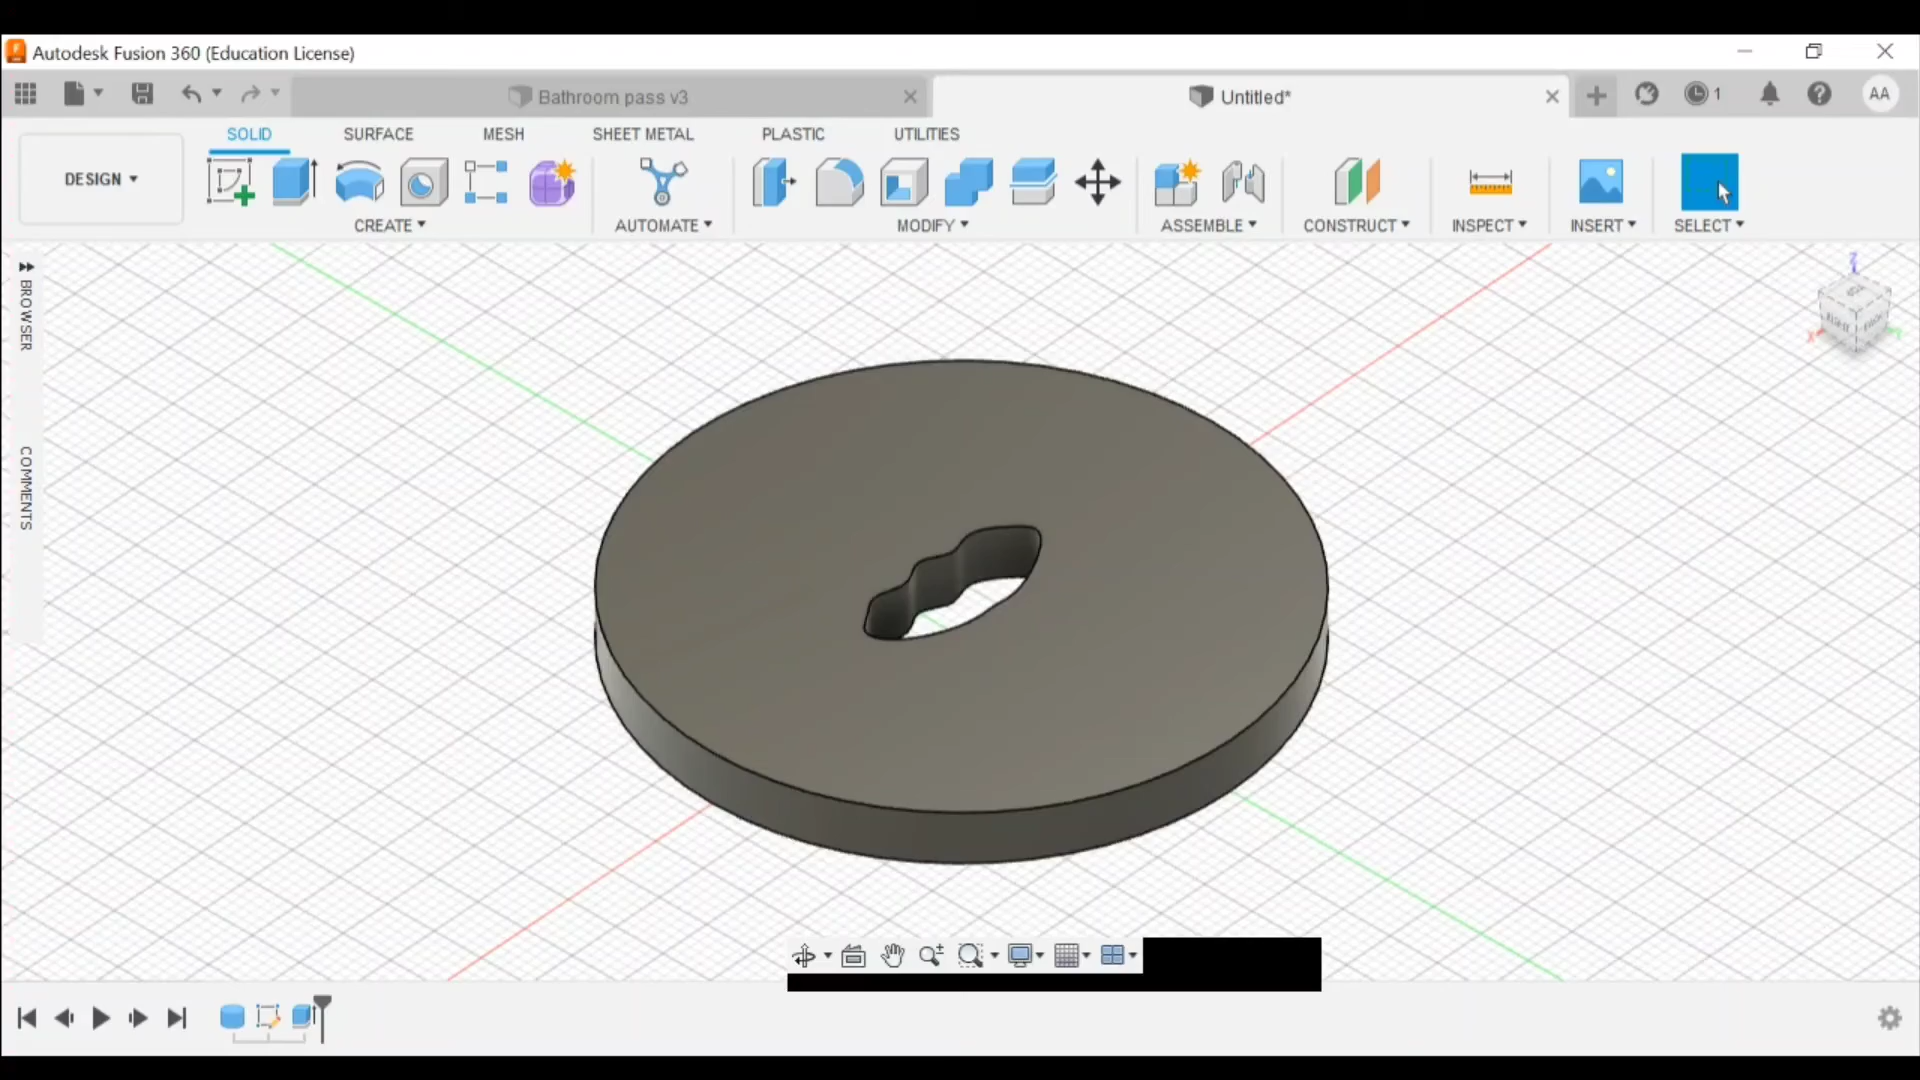 Autodesk Fusion 360 (Education License)
Bathroom pass v3
Untitled*
1
AA
DESIGN
SOLID
SURFACE
MESH
SHEET METAL
PLASTIC
UTILITIES
CREATE
AUTOMATE
MODIFY
ASSEMBLE
CONSTRUCT
INSPECT
INSERT
SELECT
BROWSER
COMMENTS
Z
X
RIGHT